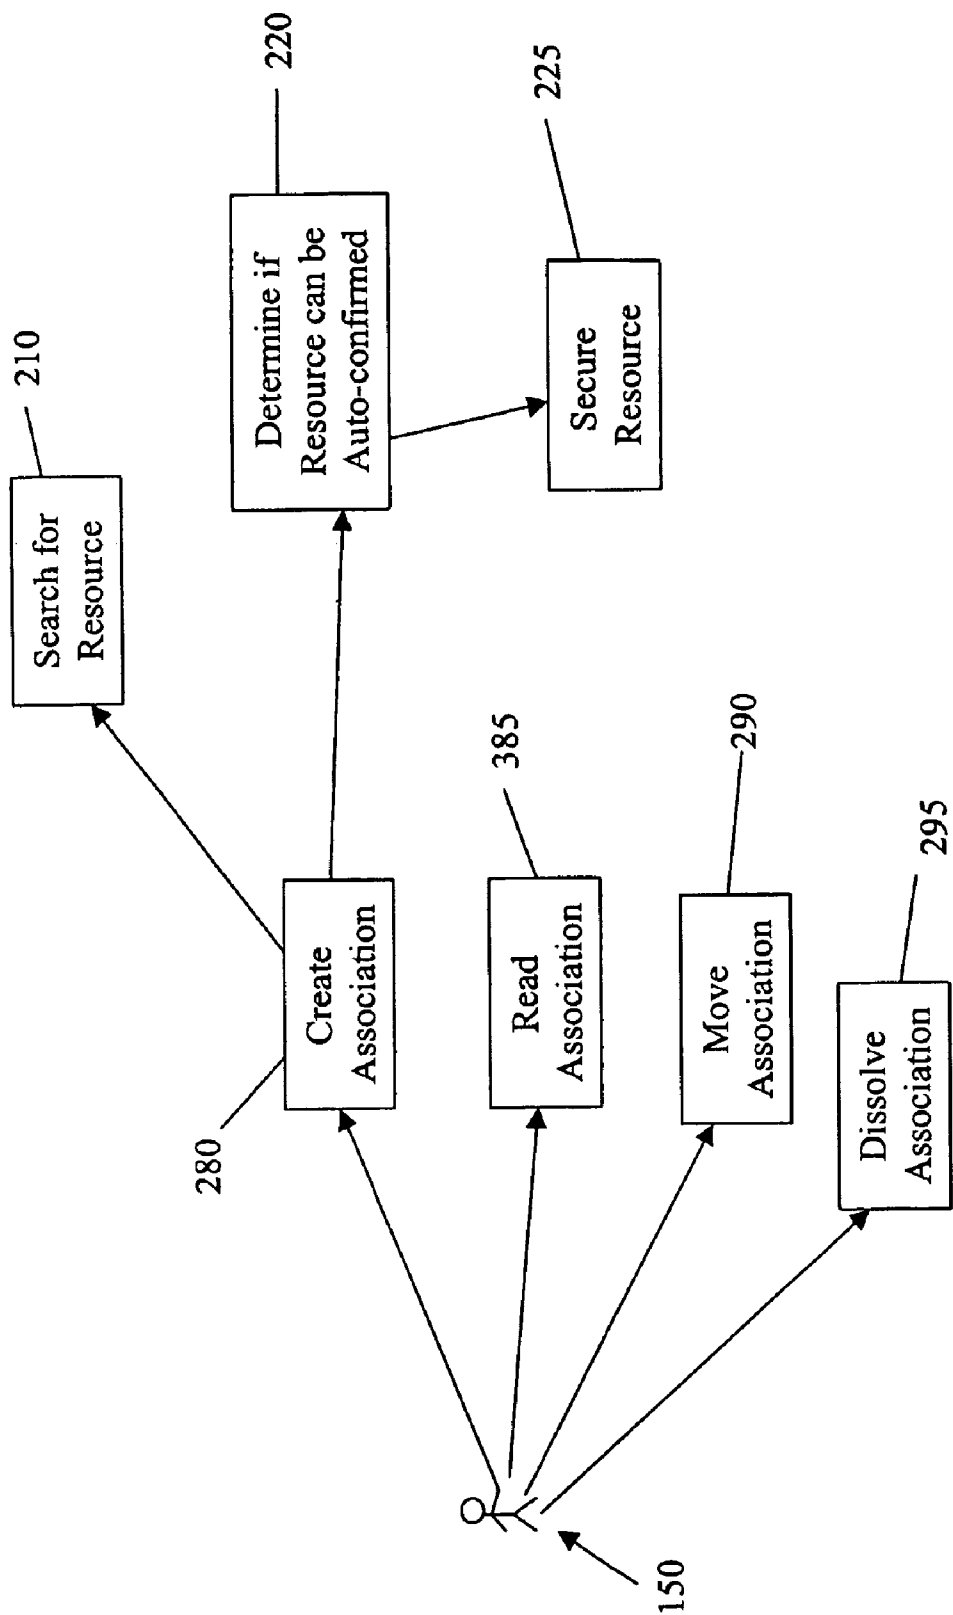 210
Search for
Resource
220
Determine if
Resource can be
Auto-confirmed
225
Secure
Resource
280
Create
Association
385
Read
Association
290
Move
Association
295
Dissolve
Association
150